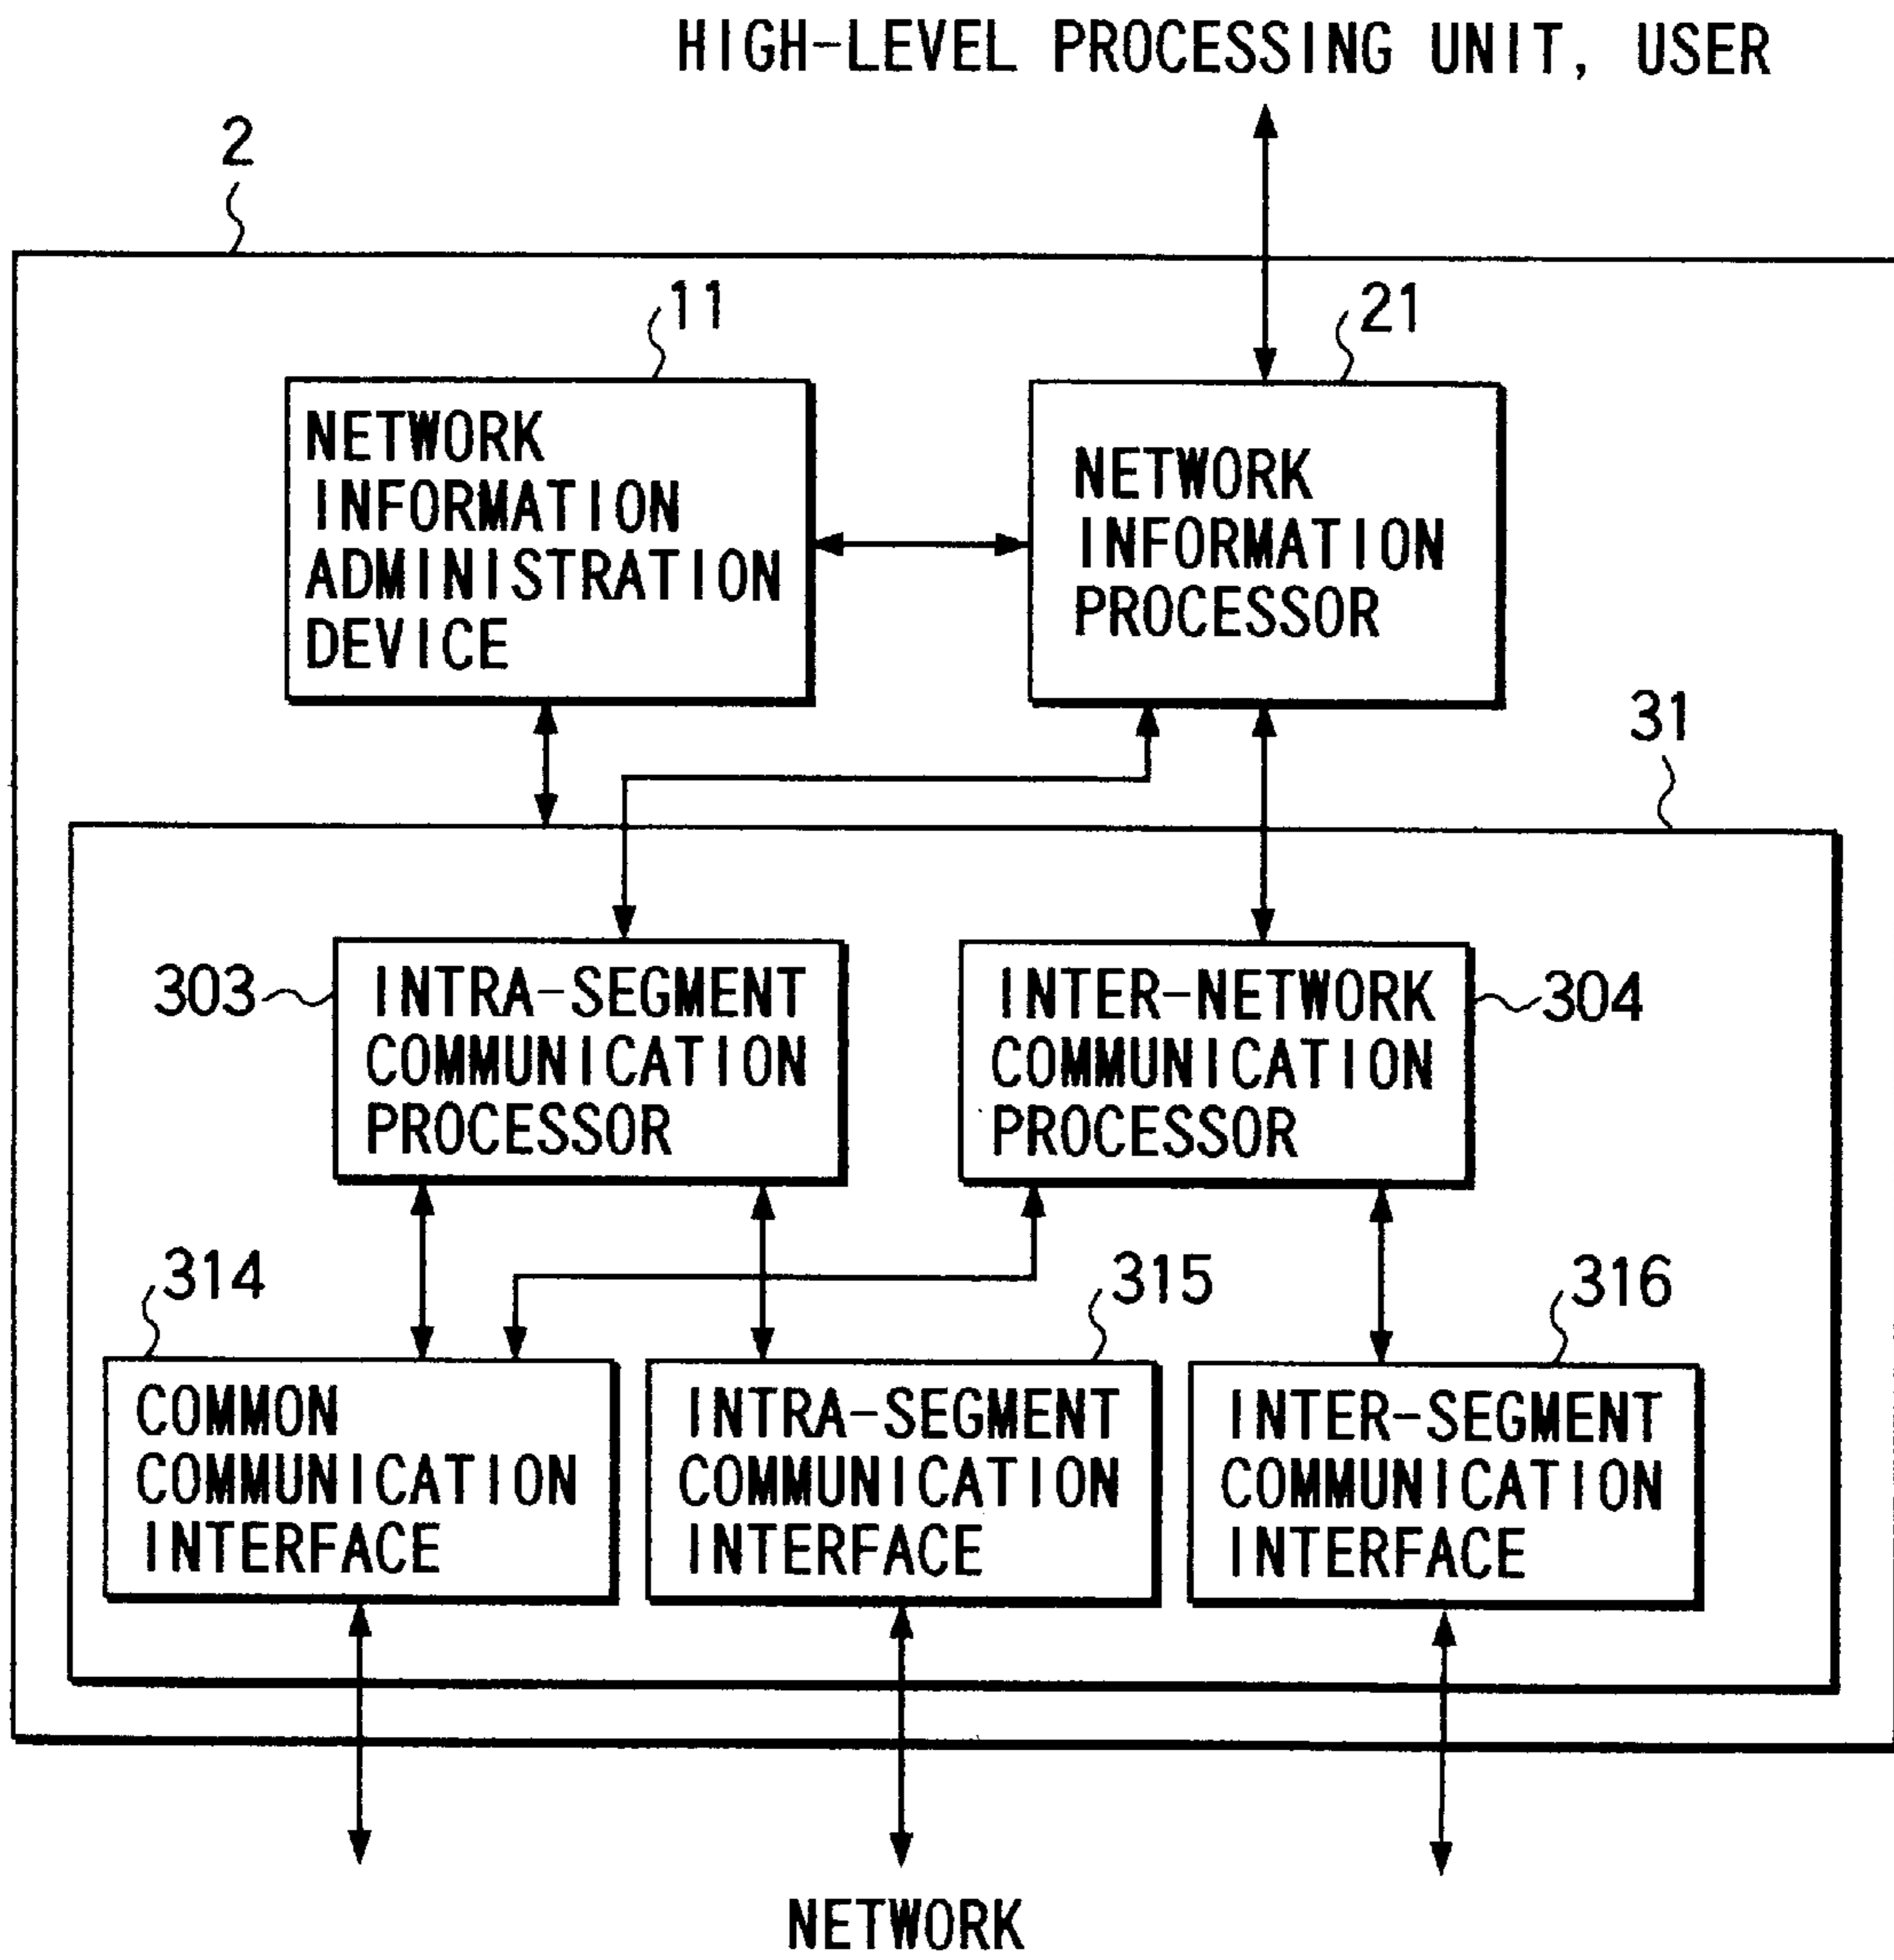 HIGH-LEVEL PROCESSING UNIT, USER
2
11
21
NETWORK
INFORMATION
ADMINISTRATION
DEVICE
NETWORK
INFORMATION
PROCESSOR
31
303
INTRA-SEGMENT
COMMUNICATION
PROCESSOR
INTER-NETWORK
COMMUNICATION
PROCESSOR
304
314
315
316
COMMON
COMMUNICATION
INTERFACE
INTRA-SEGMENT
COMMUNICATION
INTERFACE
INTER-SEGMENT
COMMUNICATION
INTERFACE
NETWORK